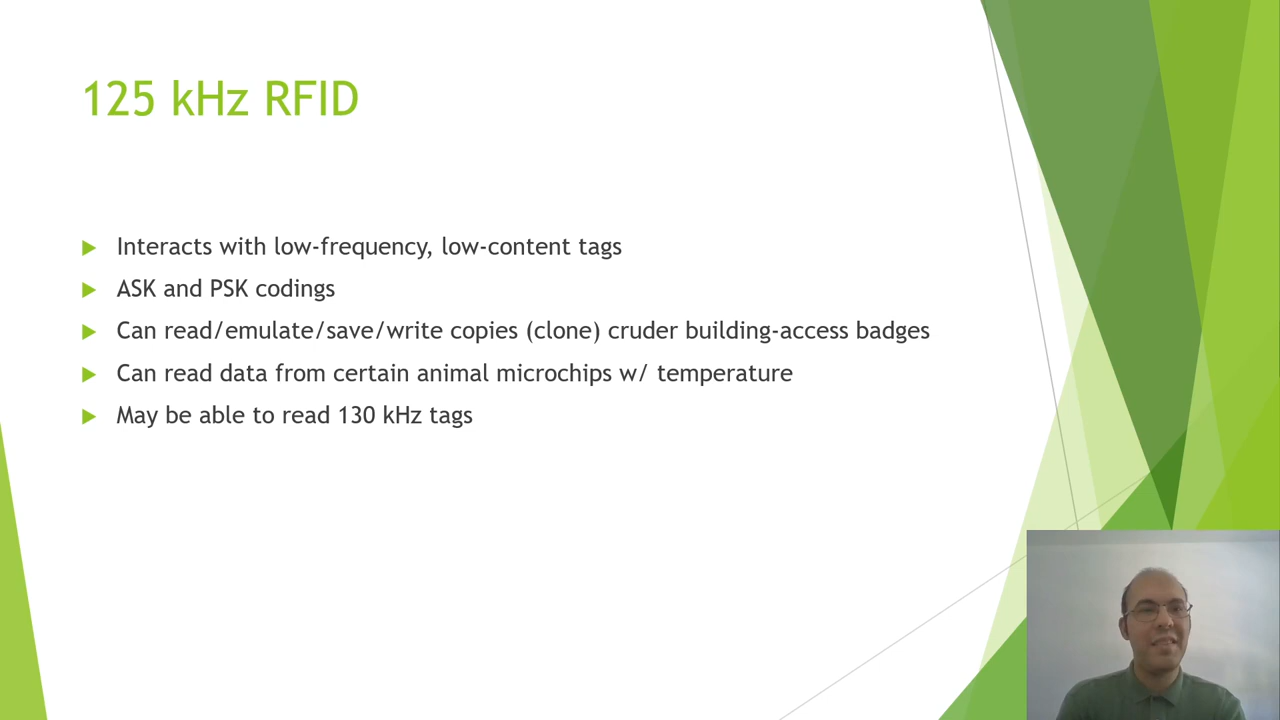 125 kHz RFID
Interacts with low-frequency, low-content tags
ASK and PSK codings
Can read/emulate/save/write copies (clone) cruder building-access badges
Can read data from certain animal microchips w/ temperature
May be able to read 130 kHz tags